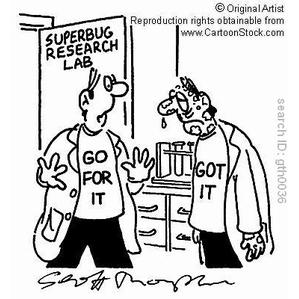 © Original Artist
Reproduction rights obtainable from
www.CartoonStock.com
SUPERBUG
RESEARCH
LAB
GO
FOR
IT
GOT
IT
search ID: gth0036